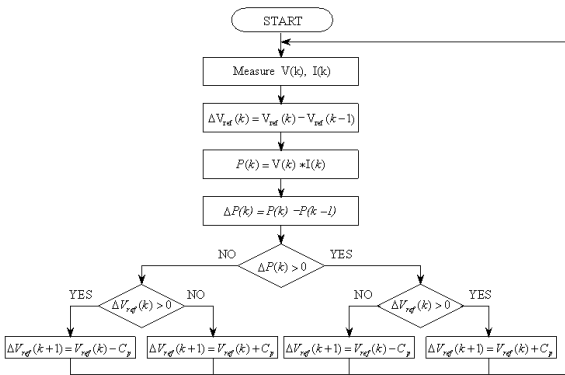 START
Measure V(k), I(k)
ΔV_ref(k) = V_ref(k) − V_ref(k−1)
P(k) = V(k) *I(k)
ΔP(k) = P(k) −P(k −1)
NO
YES
ΔP(k) > 0
YES
NO
NO
YES
ΔV_ref(k) > 0
ΔV_ref(k) > 0
ΔV_ref(k+1) = V_ref(k) − C_p
ΔV_ref(k+1) = V_ref(k) + C_p
ΔV_ref(k+1) = V_ref(k) − C_p
ΔV_ref(k+1) = V_ref(k) + C_p